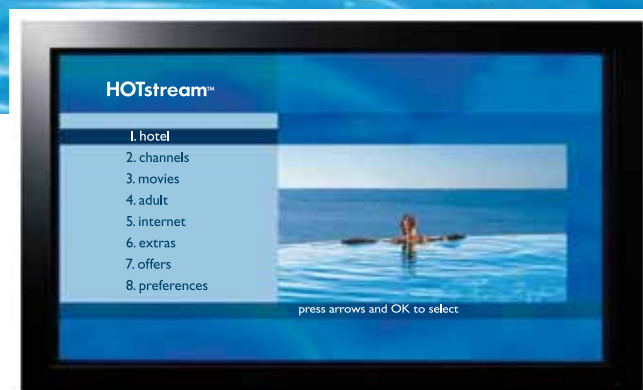 HOTstream™
1. hotel
2. channels
3. movies
4. adult
5. internet
6. extras
7. offers
8. preferences
press arrows and OK to select